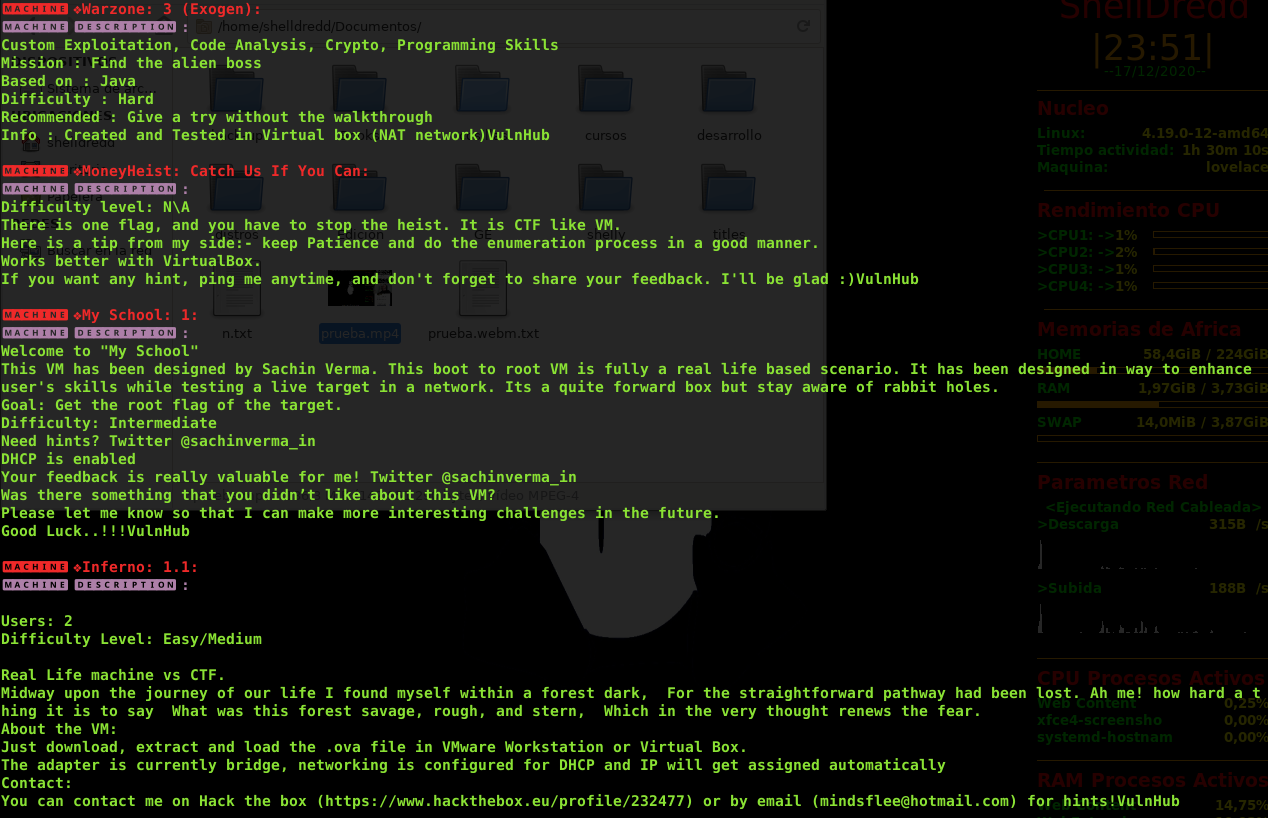 MACHINE ❖Warzone: 3 (Exogen):
MACHINE DESCRIPTION :
Custom Exploitation, Code Analysis, Crypto, Programming Skills
Mission : Find the alien boss
Based on : Java
Difficulty : Hard
Recommended : Give a try without the walkthrough
Info : Created and Tested in Virtual box (NAT network)VulnHub
MACHINE ❖MoneyHeist: Catch Us If You Can:
MACHINE DESCRIPTION :
Difficulty level: N\A
There is one flag, and you have to stop the heist. It is CTF like VM.
Here is a tip from my side:- keep Patience and do the enumeration process in a good manner.
Works better with VirtualBox.
If you want any hint, ping me anytime, and don't forget to share your feedback. I'll be glad :)VulnHub
MACHINE ❖My School: 1:
MACHINE DESCRIPTION :
Welcome to "My School"
This VM has been designed by Sachin Verma. This boot to root VM is fully a real life based scenario. It has been designed in way to enhance
user's skills while testing a live target in a network. Its a quite forward box but stay aware of rabbit holes.
Goal: Get the root flag of the target.
Difficulty: Intermediate
Need hints? Twitter @sachinverma_in
DHCP is enabled
Your feedback is really valuable for me! Twitter @sachinverma_in
Was there something that you didn't like about this VM?
Please let me know so that I can make more interesting challenges in the future.
Good Luck..!!!VulnHub
MACHINE ❖Inferno: 1.1:
MACHINE DESCRIPTION :
Users: 2
Difficulty Level: Easy/Medium
Real Life machine vs CTF.
Midway upon the journey of our life I found myself within a forest dark,  For the straightforward pathway had been lost. Ah me! how hard a t
hing it is to say  What was this forest savage, rough, and stern,  Which in the very thought renews the fear.
About the VM:
Just download, extract and load the .ova file in VMware Workstation or Virtual Box.
The adapter is currently bridge, networking is configured for DHCP and IP will get assigned automatically
Contact:
You can contact me on Hack the box (https://www.hackthebox.eu/profile/232477) or by email (mindsflee@hotmail.com) for hints!VulnHub
/home/shelldredd/Documentos/
cursos
desarrollo
shelldredd
shelly
titles
n.txt
prueba.mp4
prueba.webm.txt
ShellDredd
|23:51|
--17/12/2020--
Nucleo
Linux: 4.19.0-12-amd64
Tiempo actividad: 1h 30m 10s
Maquina: lovelace
Rendimiento CPU
>CPU1: ->1%
>CPU2: ->2%
>CPU3: ->1%
>CPU4: ->1%
Memorias de Africa
HOME 58,4GiB / 224GiB
RAM 1,97GiB / 3,73GiB
SWAP 14,0MiB / 3,87GiB
Parametros Red
<Ejecutando Red Cableada>
>Descarga 315B /s
>Subida 188B /s
CPU Procesos Activos
Web Content 0,25%
xfce4-screensho 0,00%
systemd-hostnam 0,00%
RAM Procesos Activos
Web Content 14,75%